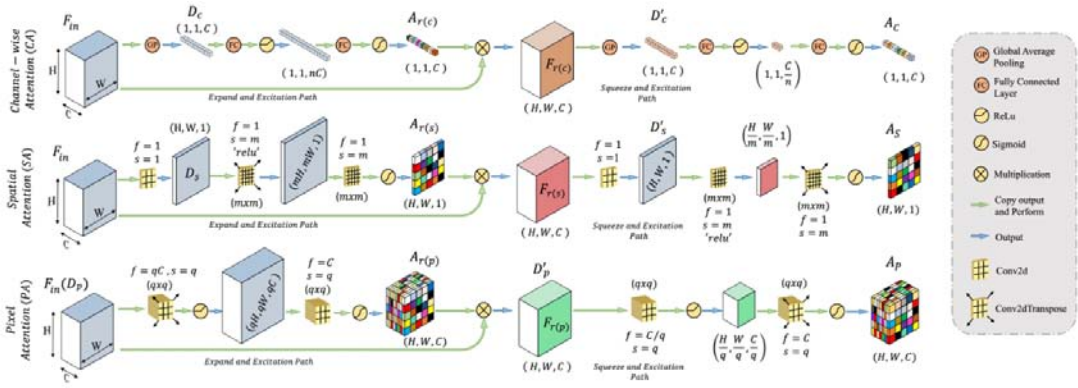 Channel-wise
Attention (CA)
F_in
H
W
C
GP
D_c
(1, 1, C)
FC
(1, 1, nC)
FC
A_r(c)
(1, 1, C)
Expand and Excitation Path
F_r(c)
(H, W, C)
GP
D'_c
(1, 1, C)
FC
(1, 1, C/n)
FC
A_C
(1, 1, C)
Squeeze and Excitation
Path
Spatial
Attention (SA)
F_in
W
C
f = 1
s = 1
(H, W, 1)
D_s
f = 1
s = m
'relu'
(mxm)
(mH, mW, 1)
f = 1
s = m
(mxm)
A_r(s)
(H, W, 1)
Expand and Excitation Path
F_r(s)
(H, W, C)
f = 1
s = 1
D'_s
(H, W, 1)
(mxm)
f = 1
s = m
'relu'
(H/m, W/m, 1)
(mxm)
f = 1
s = m
A_S
(H, W, 1)
Squeeze and Excitation
Path
Pixel
Attention (PA)
F_in(D_p)
H
W
C
f = qC, s = q
(qxq)
(qH, qW, qC)
f = C
s = q
(qxq)
A_r(p)
(H, W, C)
Expand and Excitation Path
D'_p
F_r(p)
(H, W, C)
(qxq)
f = C/q
s = q
(H/q, W/q, C/q)
(qxq)
f = C
s = q
A_P
(H, W, C)
Squeeze and Excitation
Path
GP
Global Average
Pooling
FC
Fully Connected
Layer
ReLu
Sigmoid
Multiplication
Copy output
and Perform
Output
Conv2d
Conv2dTranspose